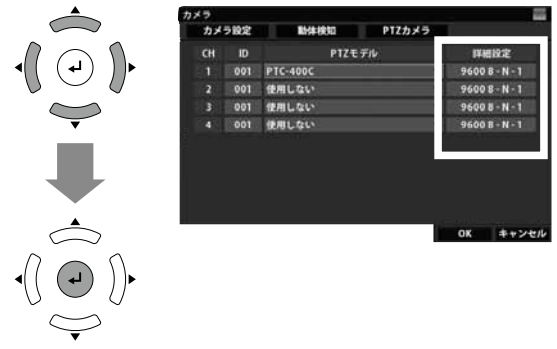 カメラ
カメラ設定 動体検知 PTZカメラ
CH ID PTZモデル 詳細設定
1 001 PTC-400C 9600 8 - N - 1
2 001 使用しない 9600 8 - N - 1
3 001 使用しない 9600 8 - N - 1
4 001 使用しない 9600 8 - N - 1
OK キャンセル